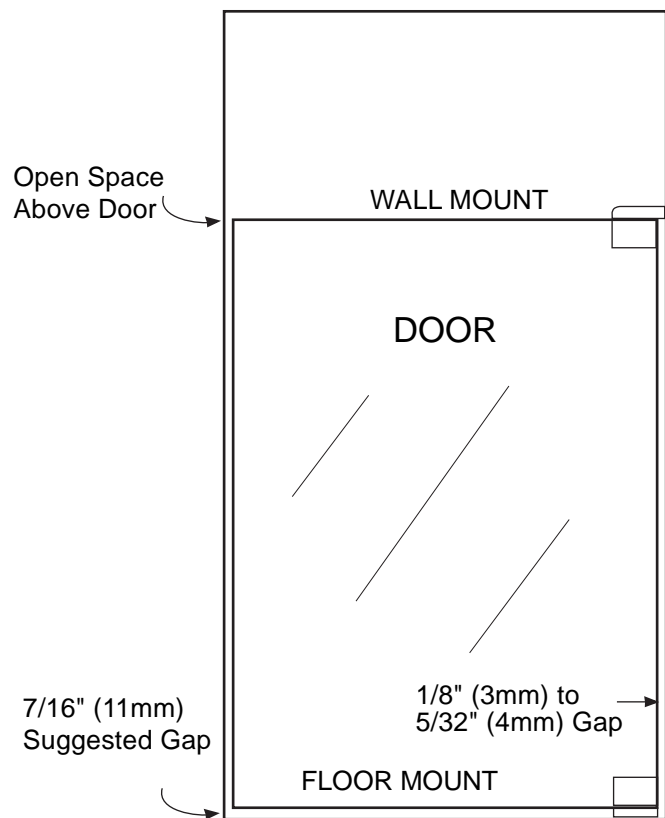 Open Space
Above Door
WALL MOUNT
DOOR
7/16" (11mm)
Suggested Gap
1/8" (3mm) to
5/32" (4mm) Gap
FLOOR MOUNT